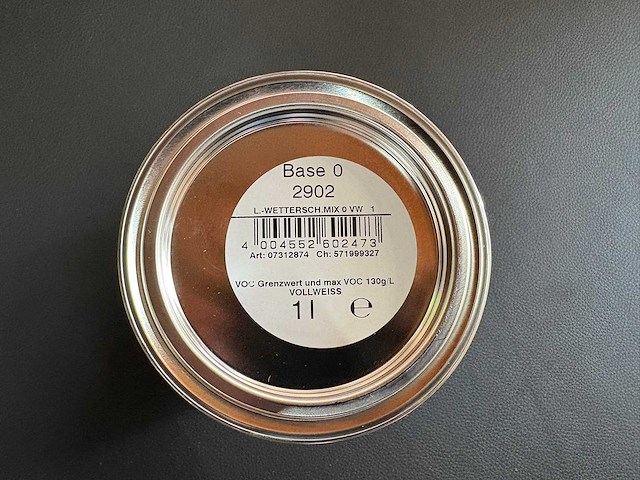 Base 0
2902
L.-WETTERSCH.MIX 0 VW 1
4 004552 602473
Art: 07312874 Ch: 571999327
VOC Grenzwert und max VOC 130g/L
VOLLWEISS
1l e